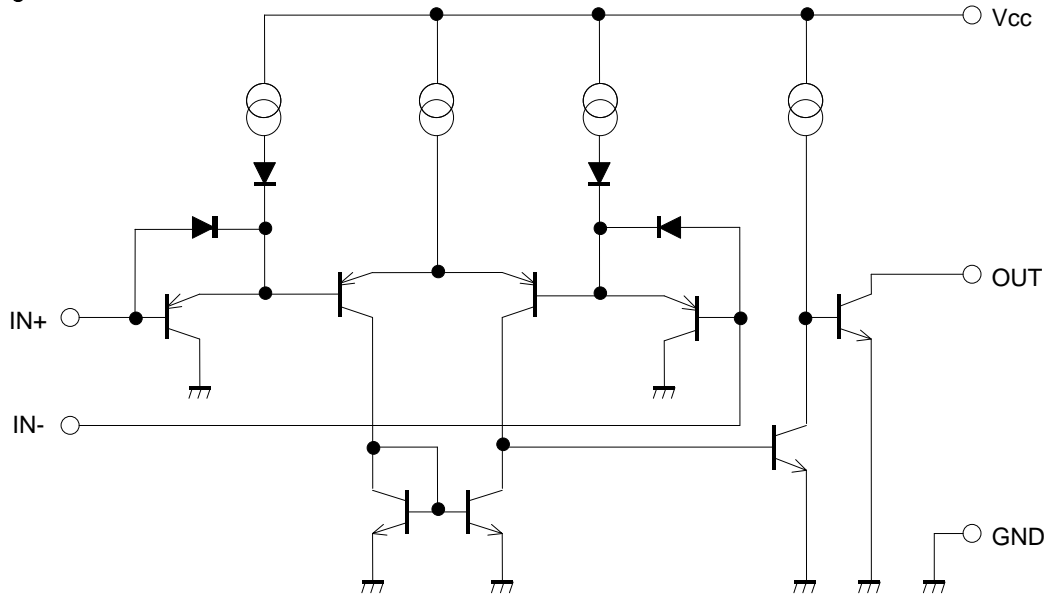 Vcc
OUT
IN+
IN-
GND